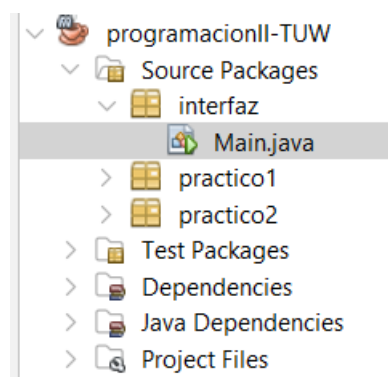 programacionII-TUW
Source Packages
interfaz
Main.java
practico1
practico2
Test Packages
Dependencies
Java Dependencies
Project Files